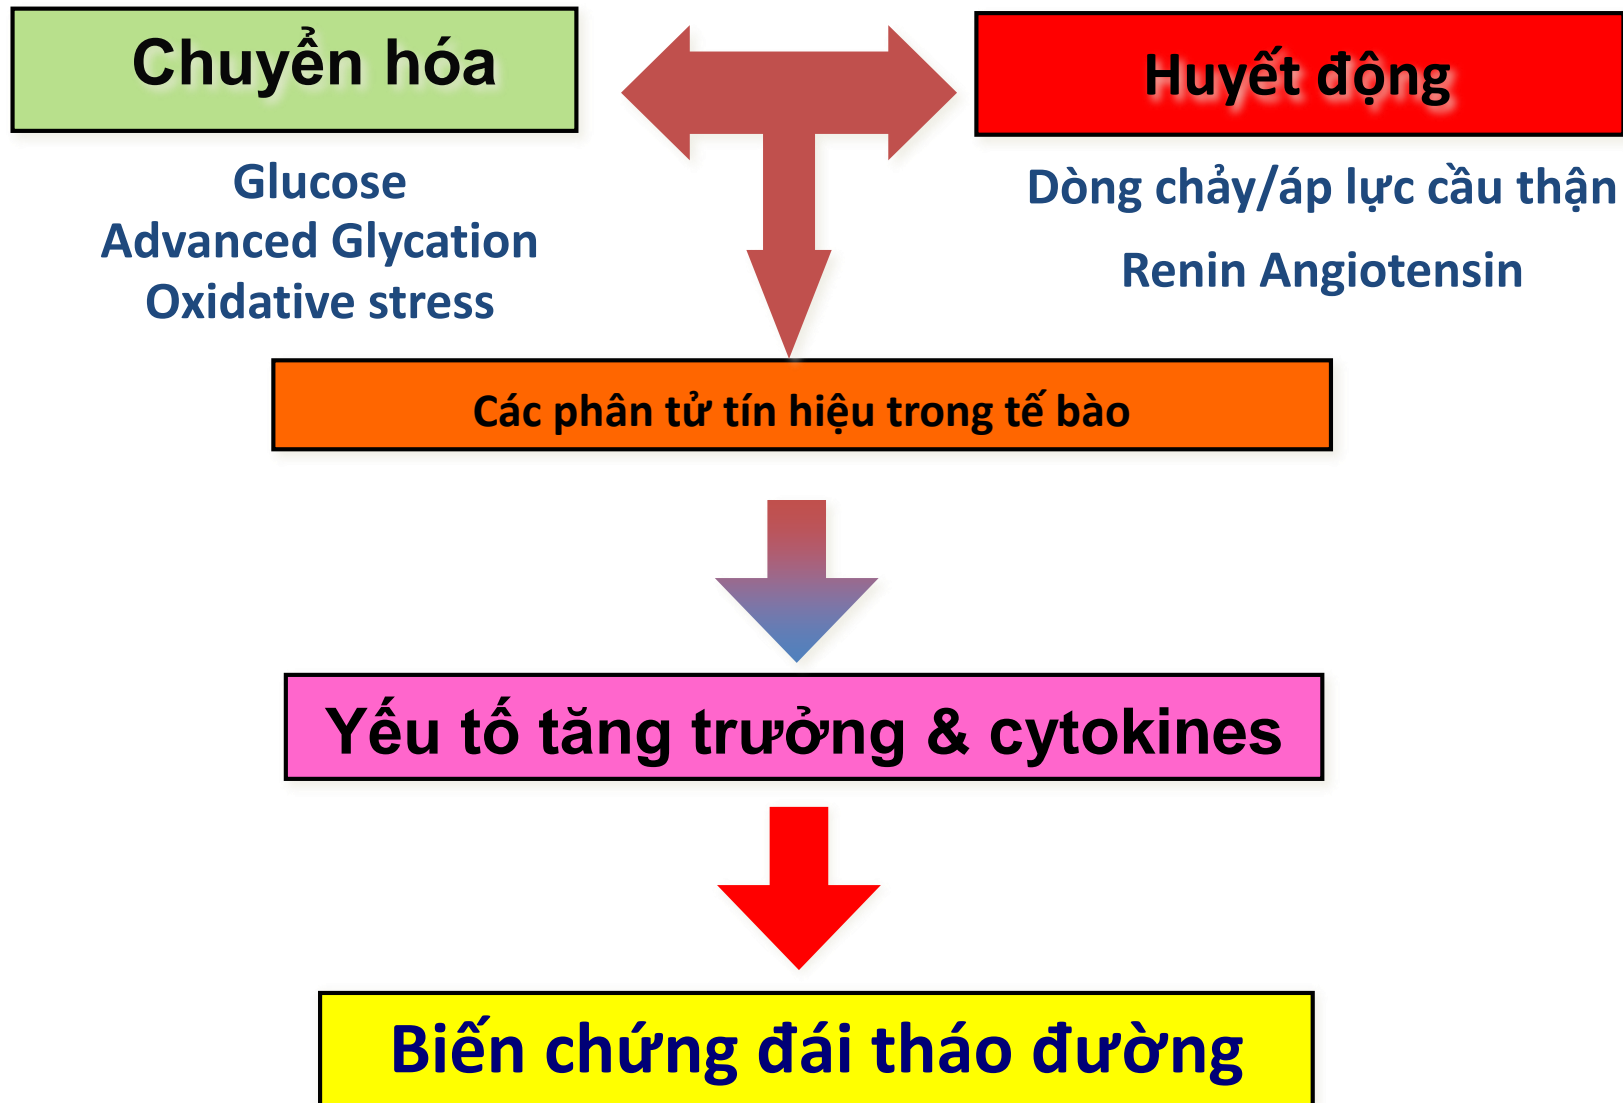 Chuyển hóa
Huyết động
Glucose
Advanced Glycation
Oxidative stress
Dòng chảy/áp lực cầu thận
Renin Angiotensin
Các phân tử tín hiệu trong tế bào
Yếu tố tăng trưởng & cytokines
Biến chứng đái tháo đường